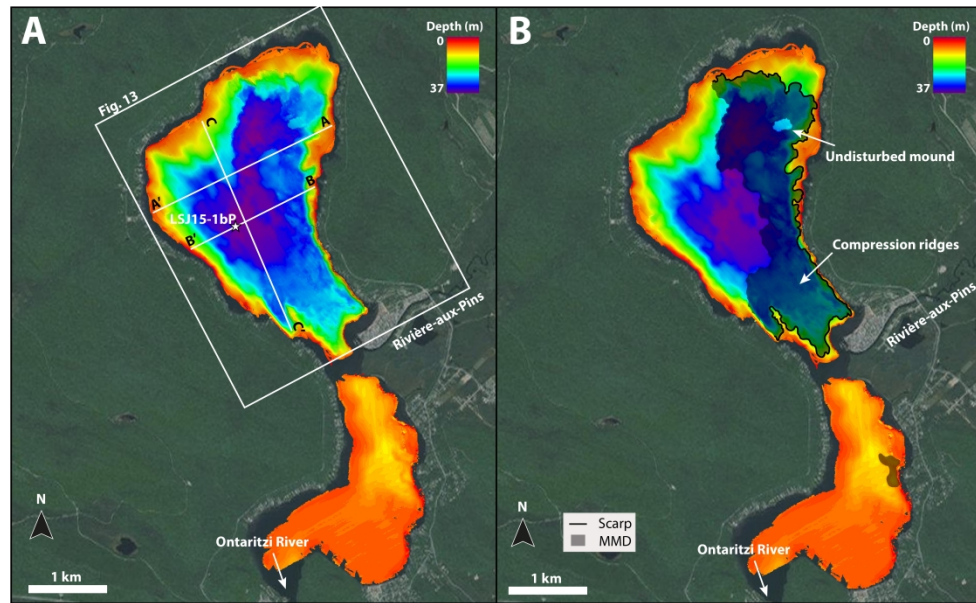 A
Depth (m)
0
37
Fig. 13
C
A
A'
B
LSJ15-1bP
B'
C'
Rivière-aux-Pins
N
Ontaritzi River
1 km
B
Depth (m)
0
37
Undisturbed mound
Compression ridges
Rivière-aux-Pins
Scarp
MMD
N
Ontaritzi River
1 km